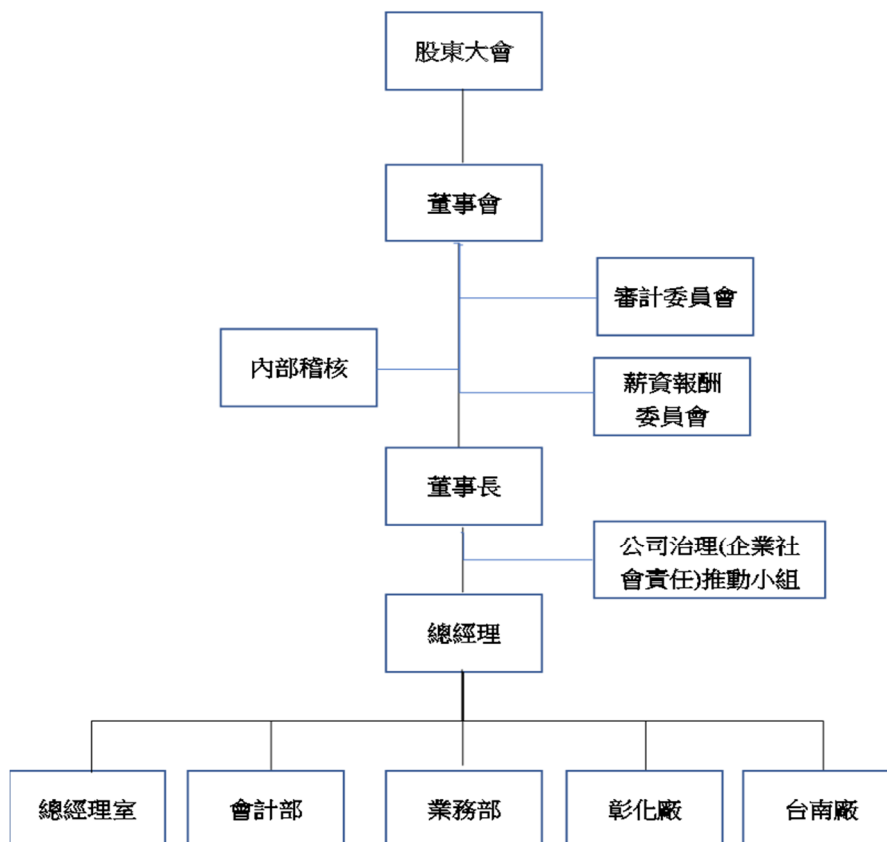 股東大會
董事會
審計委員會
內部稽核
薪資報酬
委員會
董事長
公司治理(企業社
會責任)推動小組
總經理
總經理室
會計部
業務部
彰化廠
台南廠